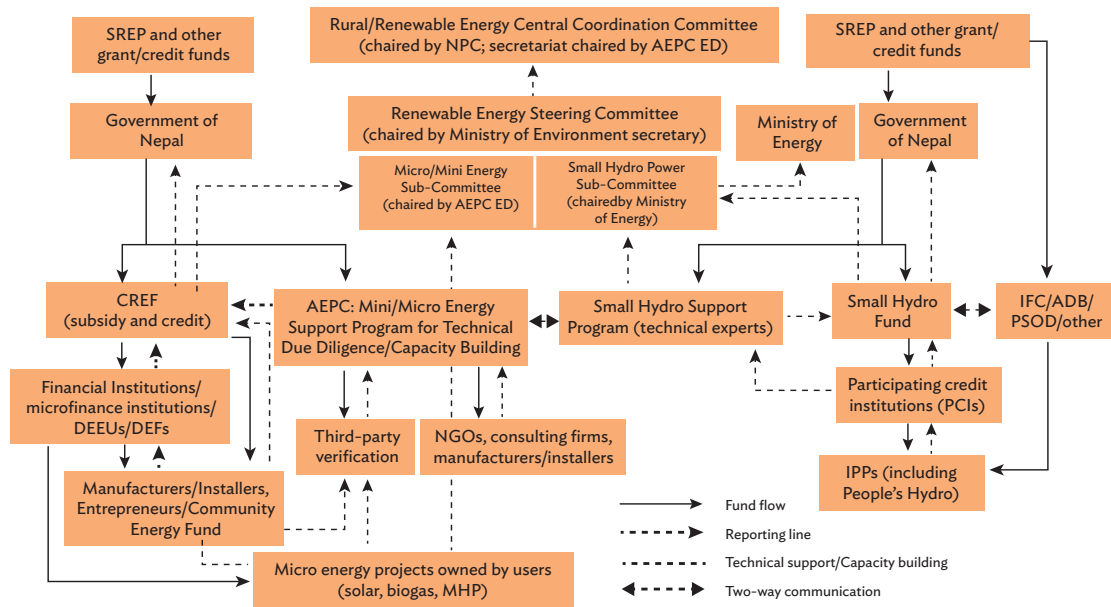 SREP and other
grant/credit funds
Rural/Renewable Energy Central Coordination Committee
(chaired by NPC; secretariat chaired by AEPC ED)
SREP and other grant/
credit funds
Government of
Nepal
Renewable Energy Steering Committee
(chaired by Ministry of Environment secretary)
Ministry of
Energy
Government
of Nepal
Micro/Mini Energy
Sub-Committee
(chaired by AEPC ED)
Small Hydro Power
Sub-Committee
(chairedby Ministry
of Energy)
CREF
(subsidy and credit)
AEPC: Mini/Micro Energy
Support Program for Technical
Due Diligence/Capacity Building
Small Hydro Support
Program (technical experts)
Small Hydro
Fund
IFC/ADB/
PSOD/other
Financial Institutions/
microfinance institutions/
DEEUs/DEFs
Third-party
verification
NGOs, consulting firms,
manufacturers/installers
Participating credit
institutions (PCIs)
Manufacturers/Installers,
Entrepreneurs/Community
Energy Fund
IPPs (including
People's Hydro)
Micro energy projects owned by users
(solar, biogas, MHP)
Fund flow
Reporting line
Technical support/Capacity building
Two-way communication